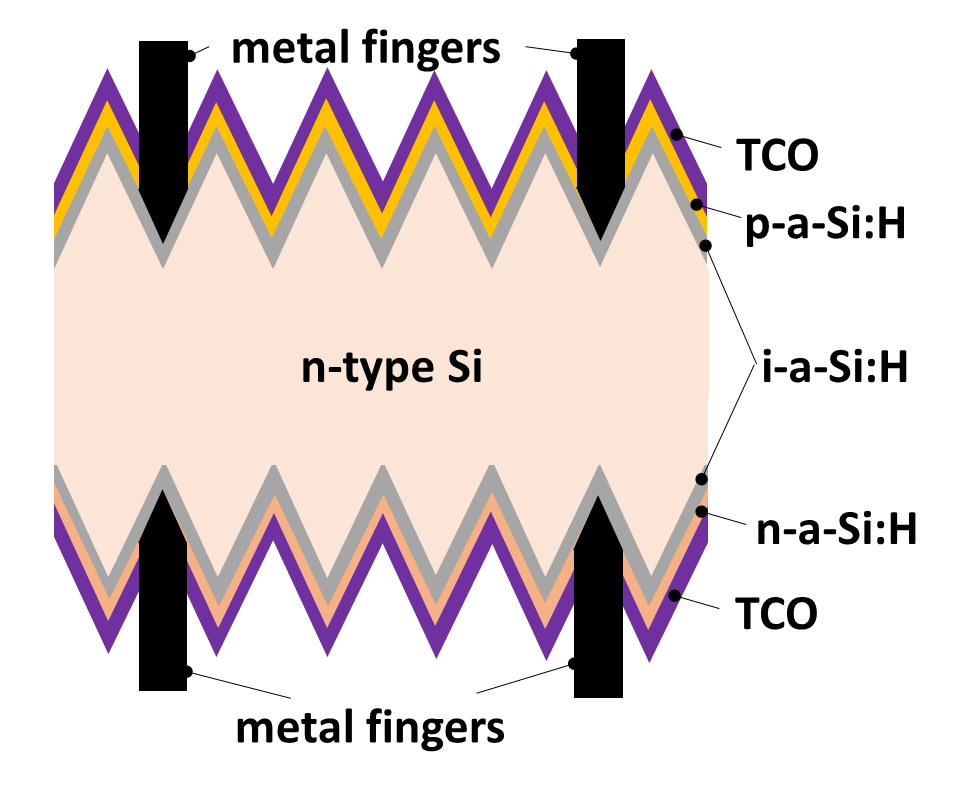 metal fingers
TCO
p-a-Si:H
n-type Si
i-a-Si:H
n-a-Si:H
TCO
metal fingers